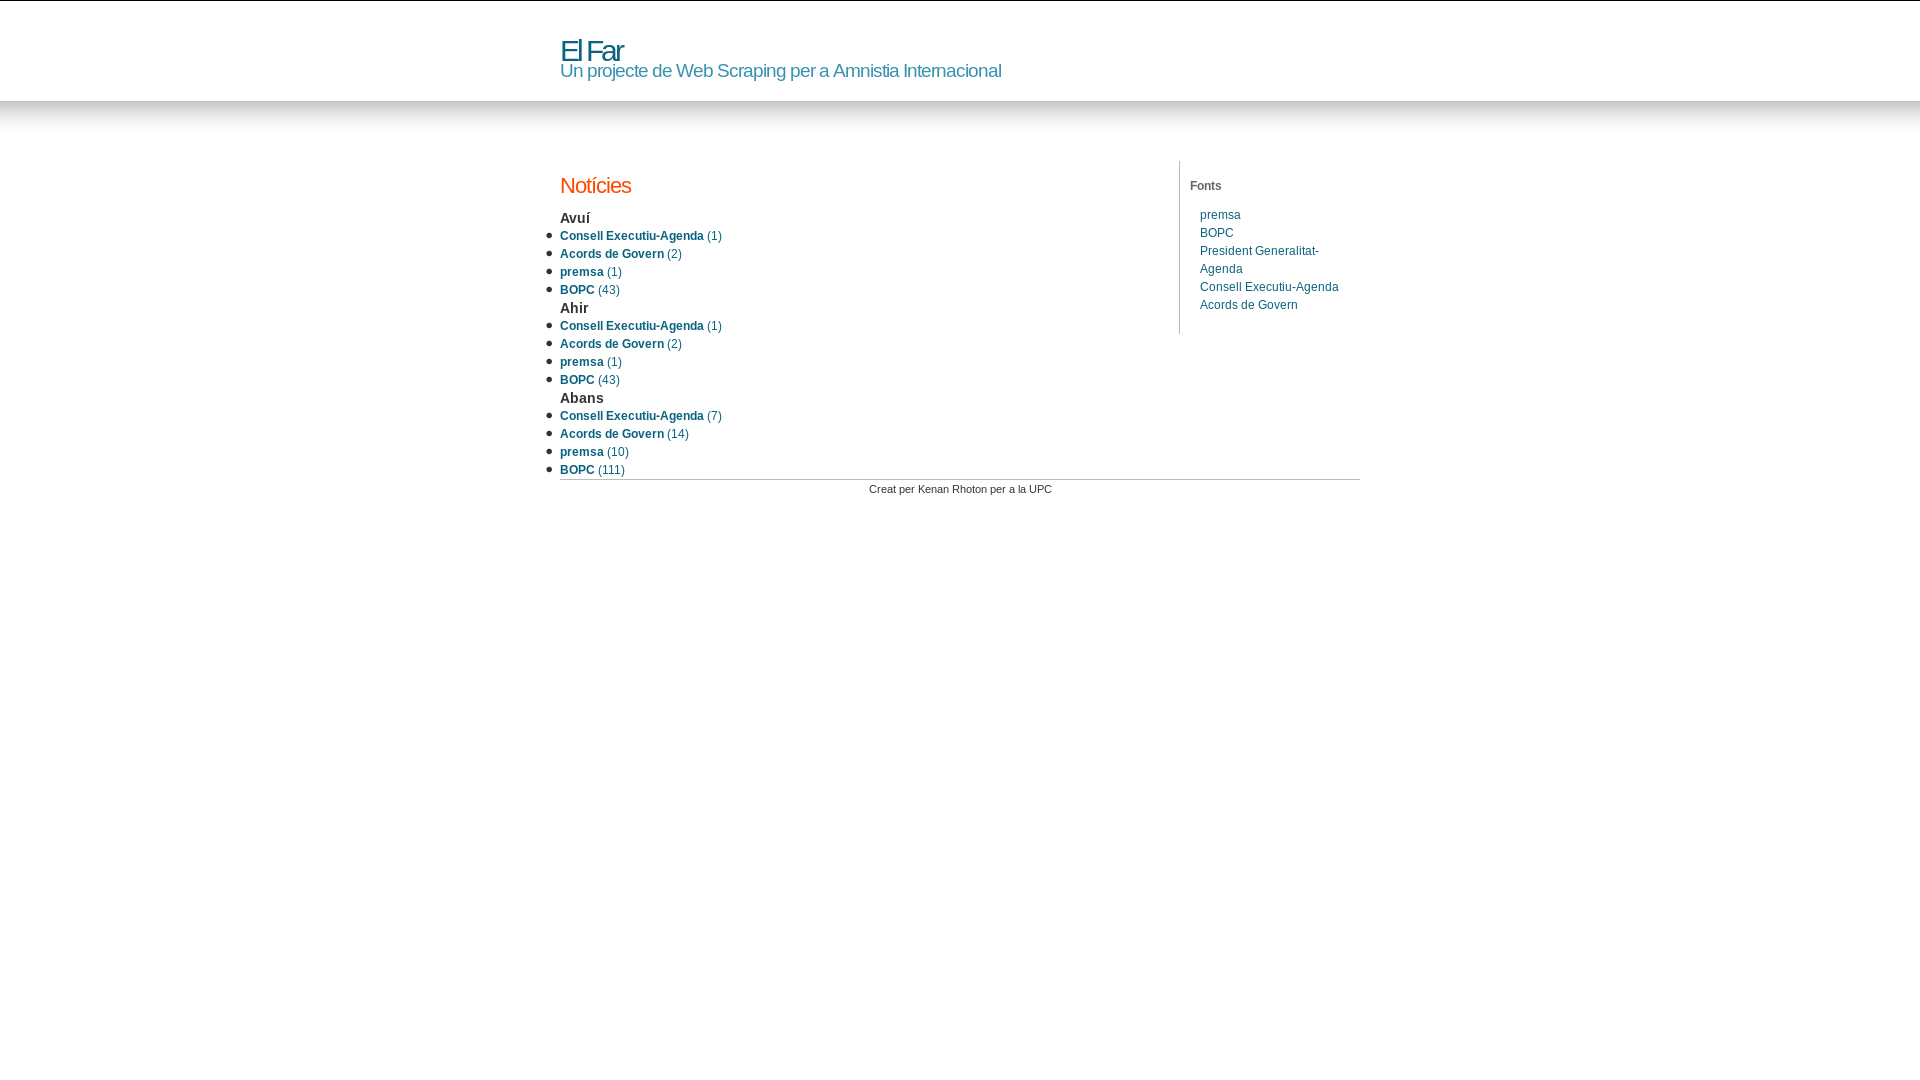 El Far
Un projecte de Web Scraping per a Amnistia Internacional
Notícies
Avuí
Consell Executiu-Agenda (1)
Acords de Govern (2)
premsa (1)
BOPC (43)
Ahir
Consell Executiu-Agenda (1)
Acords de Govern (2)
premsa (1)
BOPC (43)
Abans
Consell Executiu-Agenda (7)
Acords de Govern (14)
premsa (10)
BOPC (111)
Fonts
premsa
BOPC
President Generalitat-
Agenda
Consell Executiu-Agenda
Acords de Govern
Creat per Kenan Rhoton per a la UPC